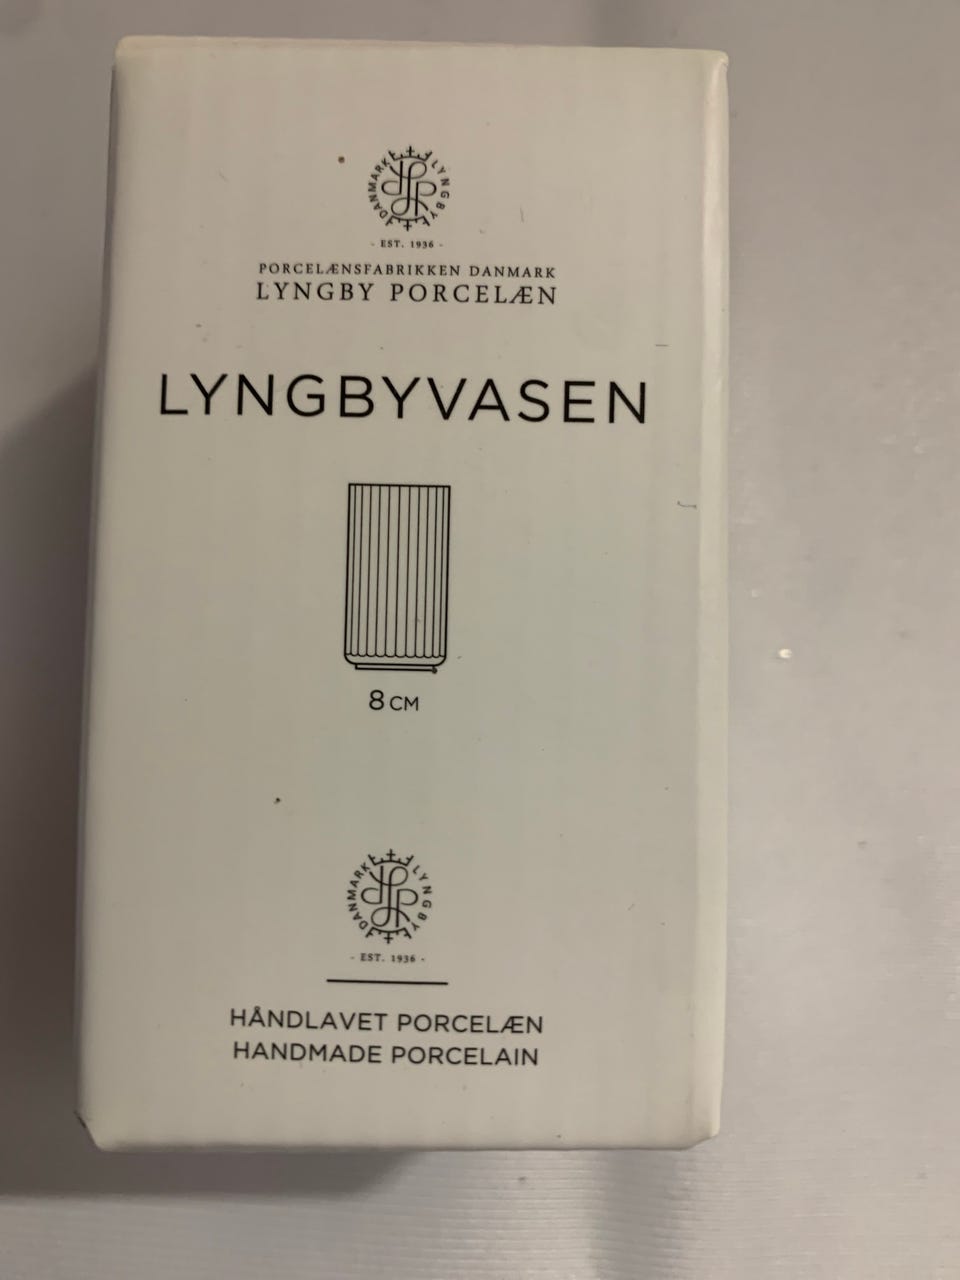 DANMARK LYNGBY
- EST. 1936 -
PORCELÆNSFABRIKKEN DANMARK
LYNGBY PORCELÆN
LYNGBYVASEN
8 CM
DANMARK LYNGBY
- EST. 1936 -
HÅNDLAVET PORCELÆN
HANDMADE PORCELAIN